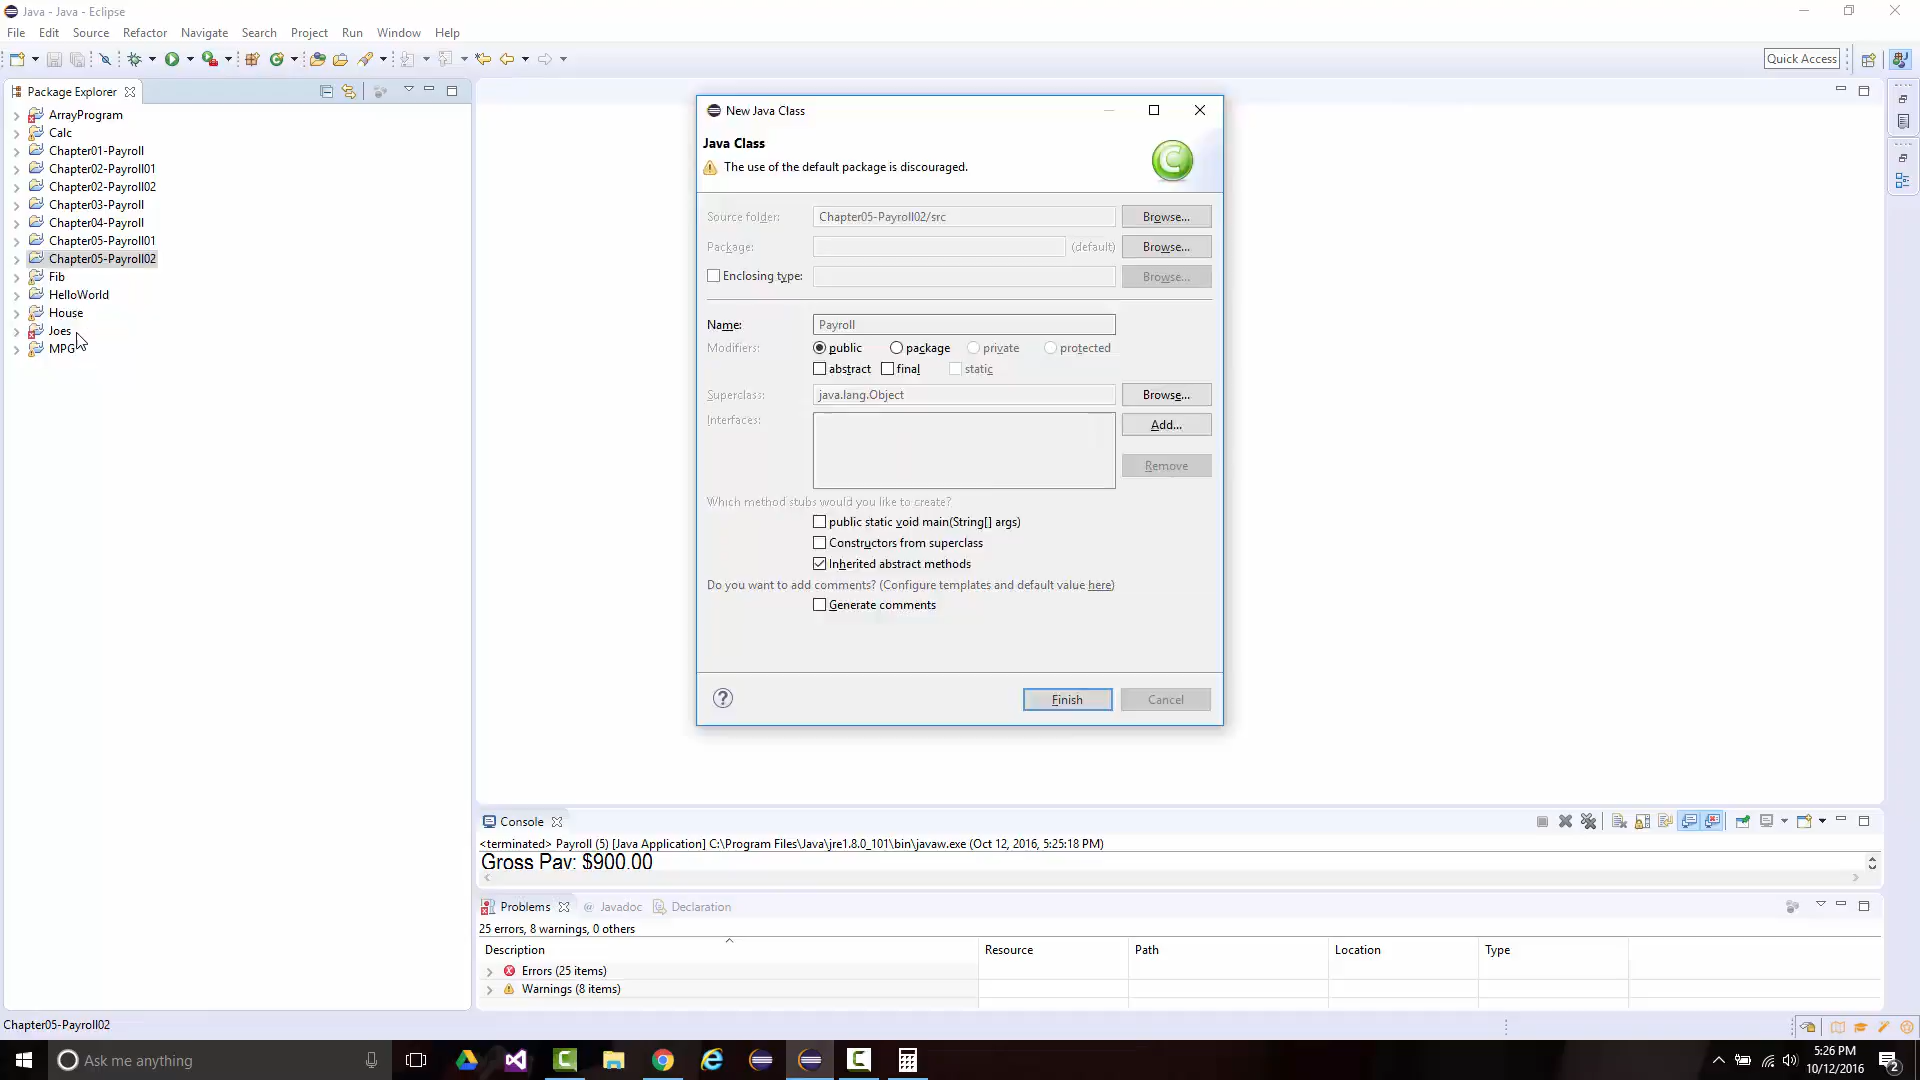 Java - Java - Eclipse
File Edit Source Refactor Navigate Search Project Run Window Help
Quick Access
Package Explorer
ArrayProgram
Calc
Chapter01-Payroll
Chapter02-Payroll01
Chapter02-Payroll02
Chapter03-Payroll
Chapter04-Payroll
Chapter05-Payroll01
Chapter05-Payroll02
Fib
HelloWorld
House
Joes
MPG
New Java Class
Java Class
The use of the default package is discouraged.
Source folder: Chapter05-Payroll02/src Browse...
Package: (default) Browse...
Enclosing type: Browse...
Name: Payroll
Modifiers: public package private protected
abstract final static
Superclass: java.lang.Object Browse...
Interfaces: Add...
Remove
Which method stubs would you like to create?
public static void main(String[] args)
Constructors from superclass
Inherited abstract methods
Do you want to add comments? (Configure templates and default value here)
Generate comments
Finish Cancel
Console
<terminated> Payroll (5) [Java Application] C:\Program Files\Java\jre1.8.0_101\bin\javaw.exe (Oct 12, 2016, 5:25:18 PM)
Gross Pay: $900.00
Problems @ Javadoc Declaration
25 errors, 8 warnings, 0 others
Description Resource Path Location Type
Errors (25 items)
Warnings (8 items)
Chapter05-Payroll02
Ask me anything
5:26 PM
10/12/2016
2